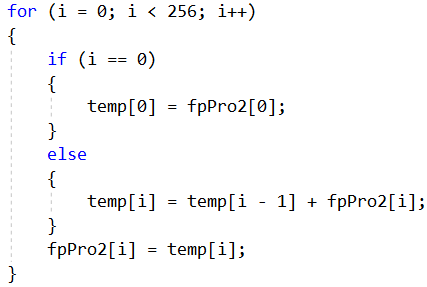 for (i = 0; i < 256; i++)
{
    if (i == 0)
    {
        temp[0] = fpPro2[0];
    }
    else
    {
        temp[i] = temp[i - 1] + fpPro2[i];
    }
    fpPro2[i] = temp[i];
}